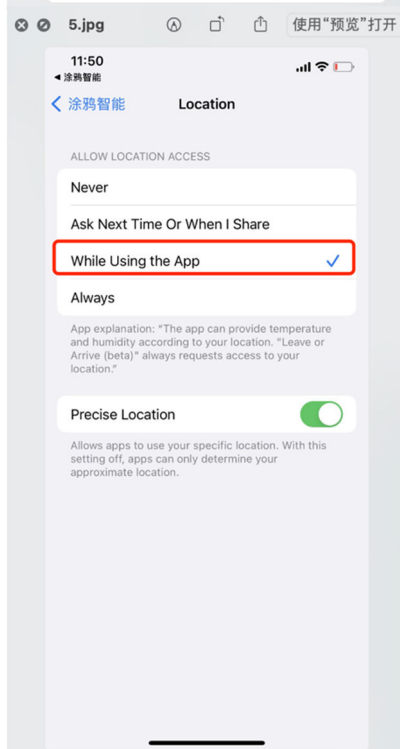 5.jpg
使用“预览”打开
11:50
涂鸦智能
涂鸦智能
Location
ALLOW LOCATION ACCESS
Never
Ask Next Time Or When I Share
While Using the App
Always
App explanation: "The app can provide temperature
and humidity according to your location. "Leave or
Arrive (beta)" always requests access to your
location."
Precise Location
Allows apps to use your specific location. With this
setting off, apps can only determine your
approximate location.